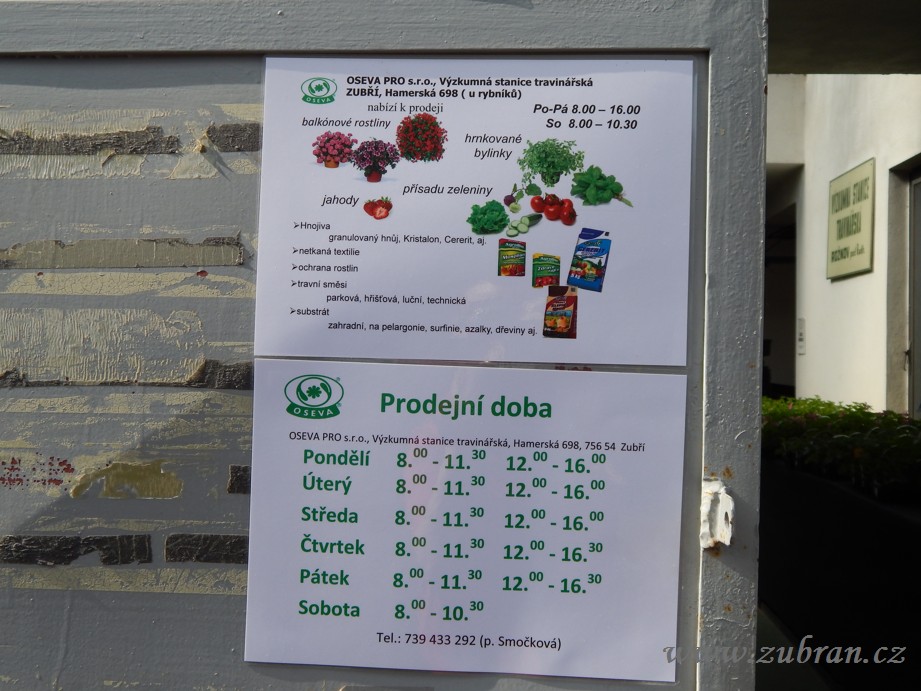 OSEVA
OSEVA PRO s.r.o., Výzkumná stanice travinářská
ZUBŘÍ, Hamerská 698 ( u rybníků)
nabízí k prodeji
Po-Pá 8.00 – 16.00
So 8.00 – 10.30
balkónové rostliny
hrnkované
bylinky
přísadu zeleniny
jahody
➢Hnojiva
granulovaný hnůj, Kristalon, Cererit, aj.
➢netkaná textilie
➢ochrana rostlin
➢travní směsi
parková, hřišťová, luční, technická
➢substrát
zahradní, na pelargonie, surfinie, azalky, dřeviny aj.
VÝZKUMNÁ STANICE
TRAVINÁŘSKÁ
ROŽNOV pod Radh.
OSEVA
Prodejní doba
OSEVA PRO s.r.o., Výzkumná stanice travinářská, Hamerská 698, 756 54 Zubří
Pondělí 8.00 - 11.30 12.00 - 16.00
Úterý 8.00 - 11.30 12.00 - 16.00
Středa 8.00 - 11.30 12.00 - 16.00
Čtvrtek 8.00 - 11.30 12.00 - 16.30
Pátek 8.00 - 11.30 12.00 - 16.30
Sobota 8.00 - 10.30
Tel.: 739 433 292 (p. Smočková)
www.zubran.cz